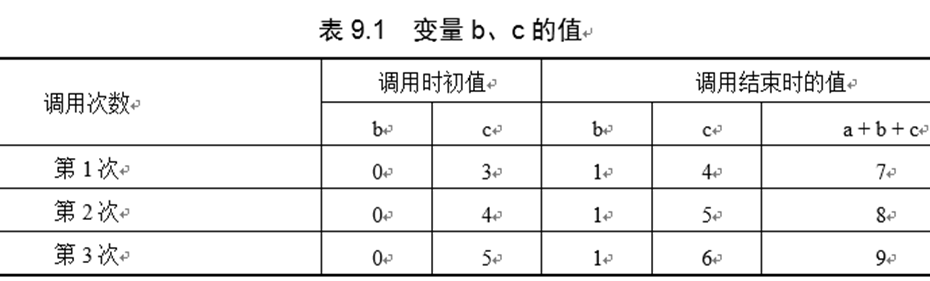 表 9.1 变量 b、c 的值
调用次数 调用时初值 调用结束时的值
b c b c a + b + c
第 1 次 0 3 1 4 7
第 2 次 0 4 1 5 8
第 3 次 0 5 1 6 9